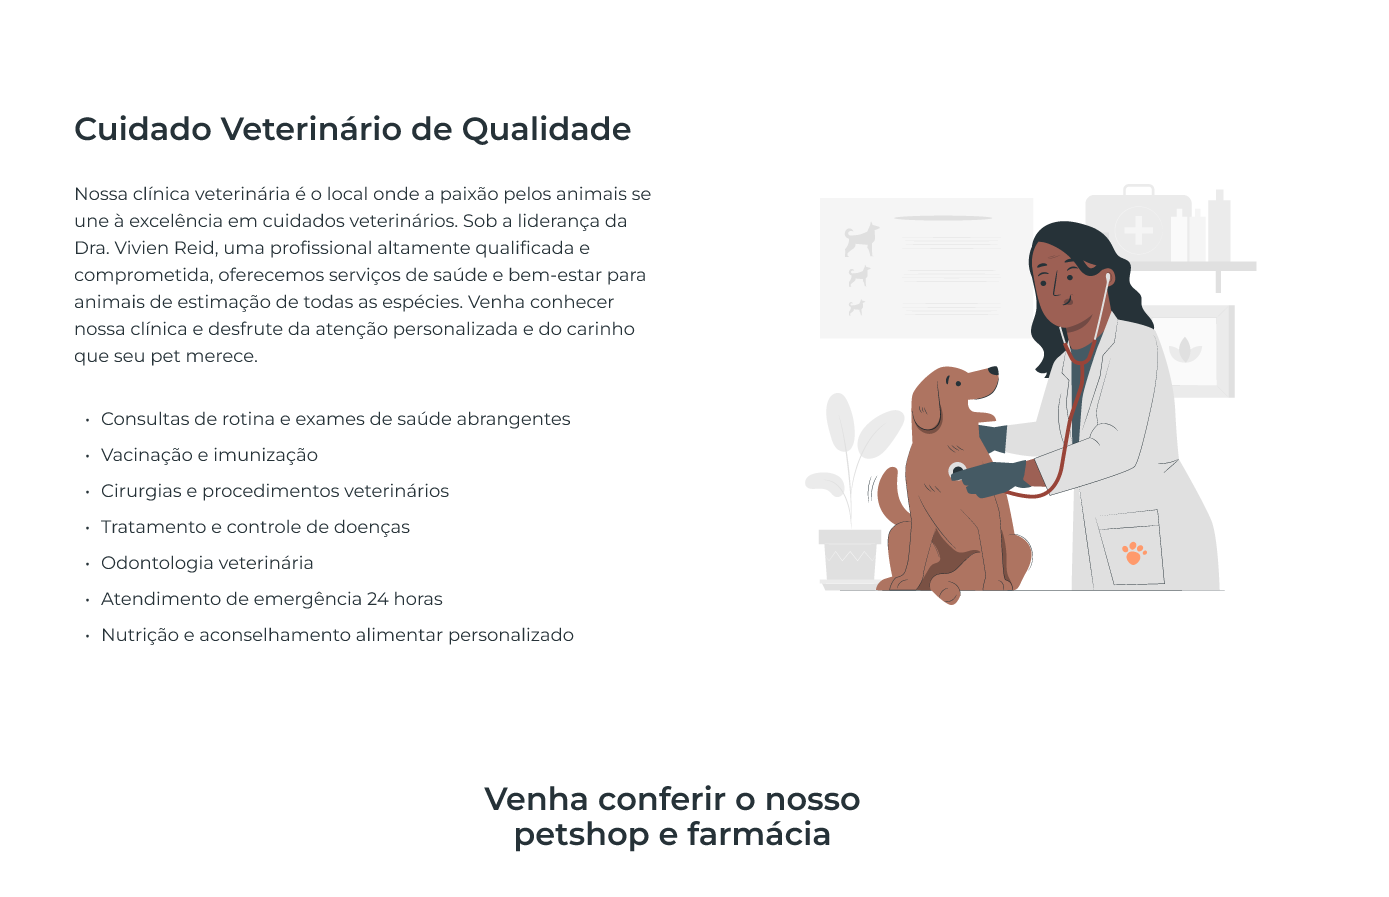 Cuidado Veterinário de Qualidade
Nossa clínica veterinária é o local onde a paixão pelos animais se
une à excelência em cuidados veterinários. Sob a liderança da
Dra. Vivien Reid, uma profissional altamente qualificada e
comprometida, oferecemos serviços de saúde e bem-estar para
animais de estimação de todas as espécies. Venha conhecer
nossa clínica e desfrute da atenção personalizada e do carinho
que seu pet merece.
• Consultas de rotina e exames de saúde abrangentes
• Vacinação e imunização
• Cirurgias e procedimentos veterinários
• Tratamento e controle de doenças
• Odontologia veterinária
• Atendimento de emergência 24 horas
• Nutrição e aconselhamento alimentar personalizado
Venha conferir o nosso
petshop e farmácia